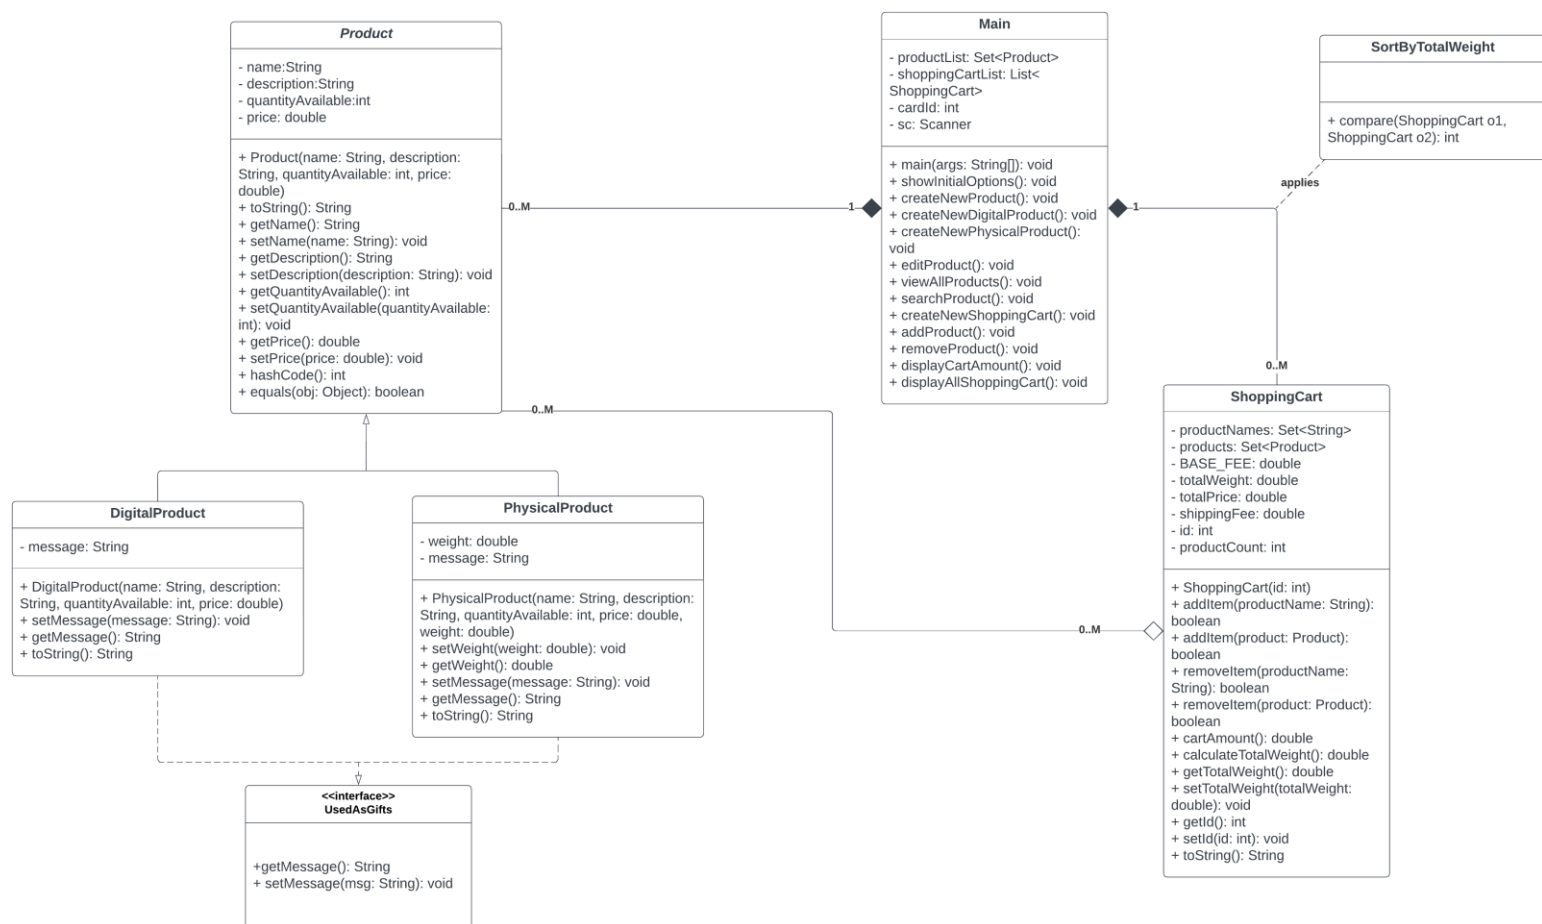 Product
- name:String
- description:String
- quantityAvailable:int
- price: double
+ Product(name: String, description:
String, quantityAvailable: int, price:
double)
+ toString(): String
+ getName(): String
+ setName(name: String): void
+ getDescription(): String
+ setDescription(description: String): void
+ getQuantityAvailable(): int
+ setQuantityAvailable(quantityAvailable:
int): void
+ getPrice(): double
+ setPrice(price: double): void
+ hashCode(): int
+ equals(obj: Object): boolean
0..M
1
Main
- productList: Set<Product>
- shoppingCartList: List<
ShoppingCart>
- cardId: int
- sc: Scanner
+ main(args: String[]): void
+ showInitialOptions(): void
+ createNewProduct(): void
+ createNewDigitalProduct(): void
+ createNewPhysicalProduct():
void
+ editProduct(): void
+ viewAllProducts(): void
+ searchProduct(): void
+ createNewShoppingCart(): void
+ addProduct(): void
+ removeProduct(): void
+ displayCartAmount(): void
+ displayAllShoppingCart(): void
1
SortByTotalWeight
+ compare(ShoppingCart o1,
ShoppingCart o2): int
applies
0..M
0..M
0..M
ShoppingCart
- productNames: Set<String>
- products: Set<Product>
- BASE_FEE: double
- totalWeight: double
- totalPrice: double
- shippingFee: double
- id: int
- productCount: int
+ ShoppingCart(id: int)
+ addItem(productName: String):
boolean
+ addItem(product: Product):
boolean
+ removeItem(productName:
String): boolean
+ removeItem(product: Product):
boolean
+ cartAmount(): double
+ calculateTotalWeight(): double
+ getTotalWeight(): double
+ setTotalWeight(totalWeight:
double): void
+ getId(): int
+ setId(id: int): void
+ toString(): String
DigitalProduct
- message: String
+ DigitalProduct(name: String, description:
String, quantityAvailable: int, price: double)
+ setMessage(message: String): void
+ getMessage(): String
+ toString(): String
PhysicalProduct
- weight: double
- message: String
+ PhysicalProduct(name: String, description:
String, quantityAvailable: int, price: double,
weight: double)
+ setWeight(weight: double): void
+ getWeight(): double
+ setMessage(message: String): void
+ getMessage(): String
+ toString(): String
<<interface>>
UsedAsGifts
+getMessage(): String
+ setMessage(msg: String): void